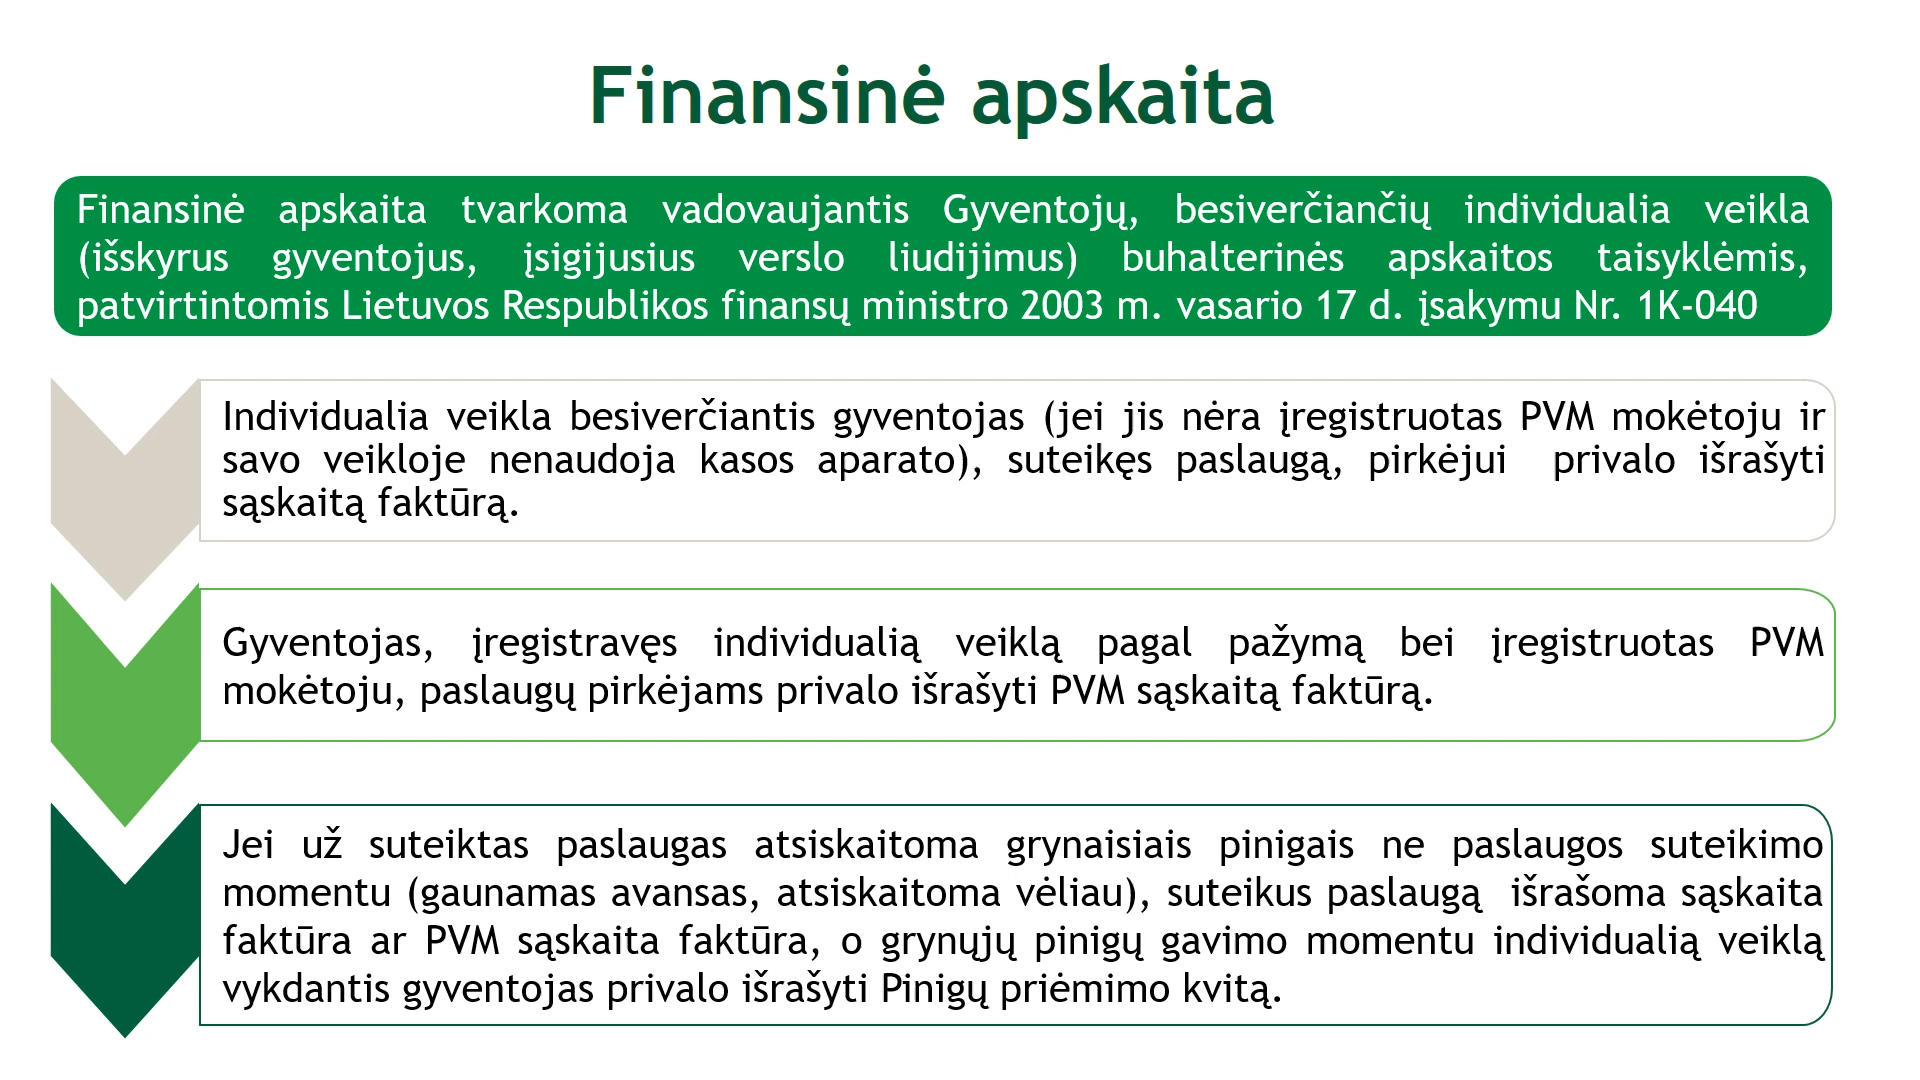 Finansinė apskaita
Finansinė apskaita tvarkoma vadovaujantis Gyventojų, besiverčiančių individualia veikla
(išskyrus gyventojus, įsigijusius verslo liudijimus) buhalterinės apskaitos taisyklėmis,
patvirtintomis Lietuvos Respublikos finansų ministro 2003 m. vasario 17 d. įsakymu Nr. 1K-040
Individualia veikla besiverčiantis gyventojas (jei jis nėra įregistruotas PVM mokėtoju ir
savo veikloje nenaudoja kasos aparato), suteikęs paslaugą, pirkėjui privalo išrašyti
sąskaitą faktūrą.
Gyventojas, įregistravęs individualią veiklą pagal pažymą bei įregistruotas PVM
mokėtoju, paslaugų pirkėjams privalo išrašyti PVM sąskaitą faktūrą.
Jei už suteiktas paslaugas atsiskaitoma grynaisiais pinigais ne paslaugos suteikimo
momentu (gaunamas avansas, atsiskaitoma vėliau), suteikus paslaugą išrašoma sąskaita
faktūra ar PVM sąskaita faktūra, o grynųjų pinigų gavimo momentu individualią veiklą
vykdantis gyventojas privalo išrašyti Pinigų priėmimo kvitą.